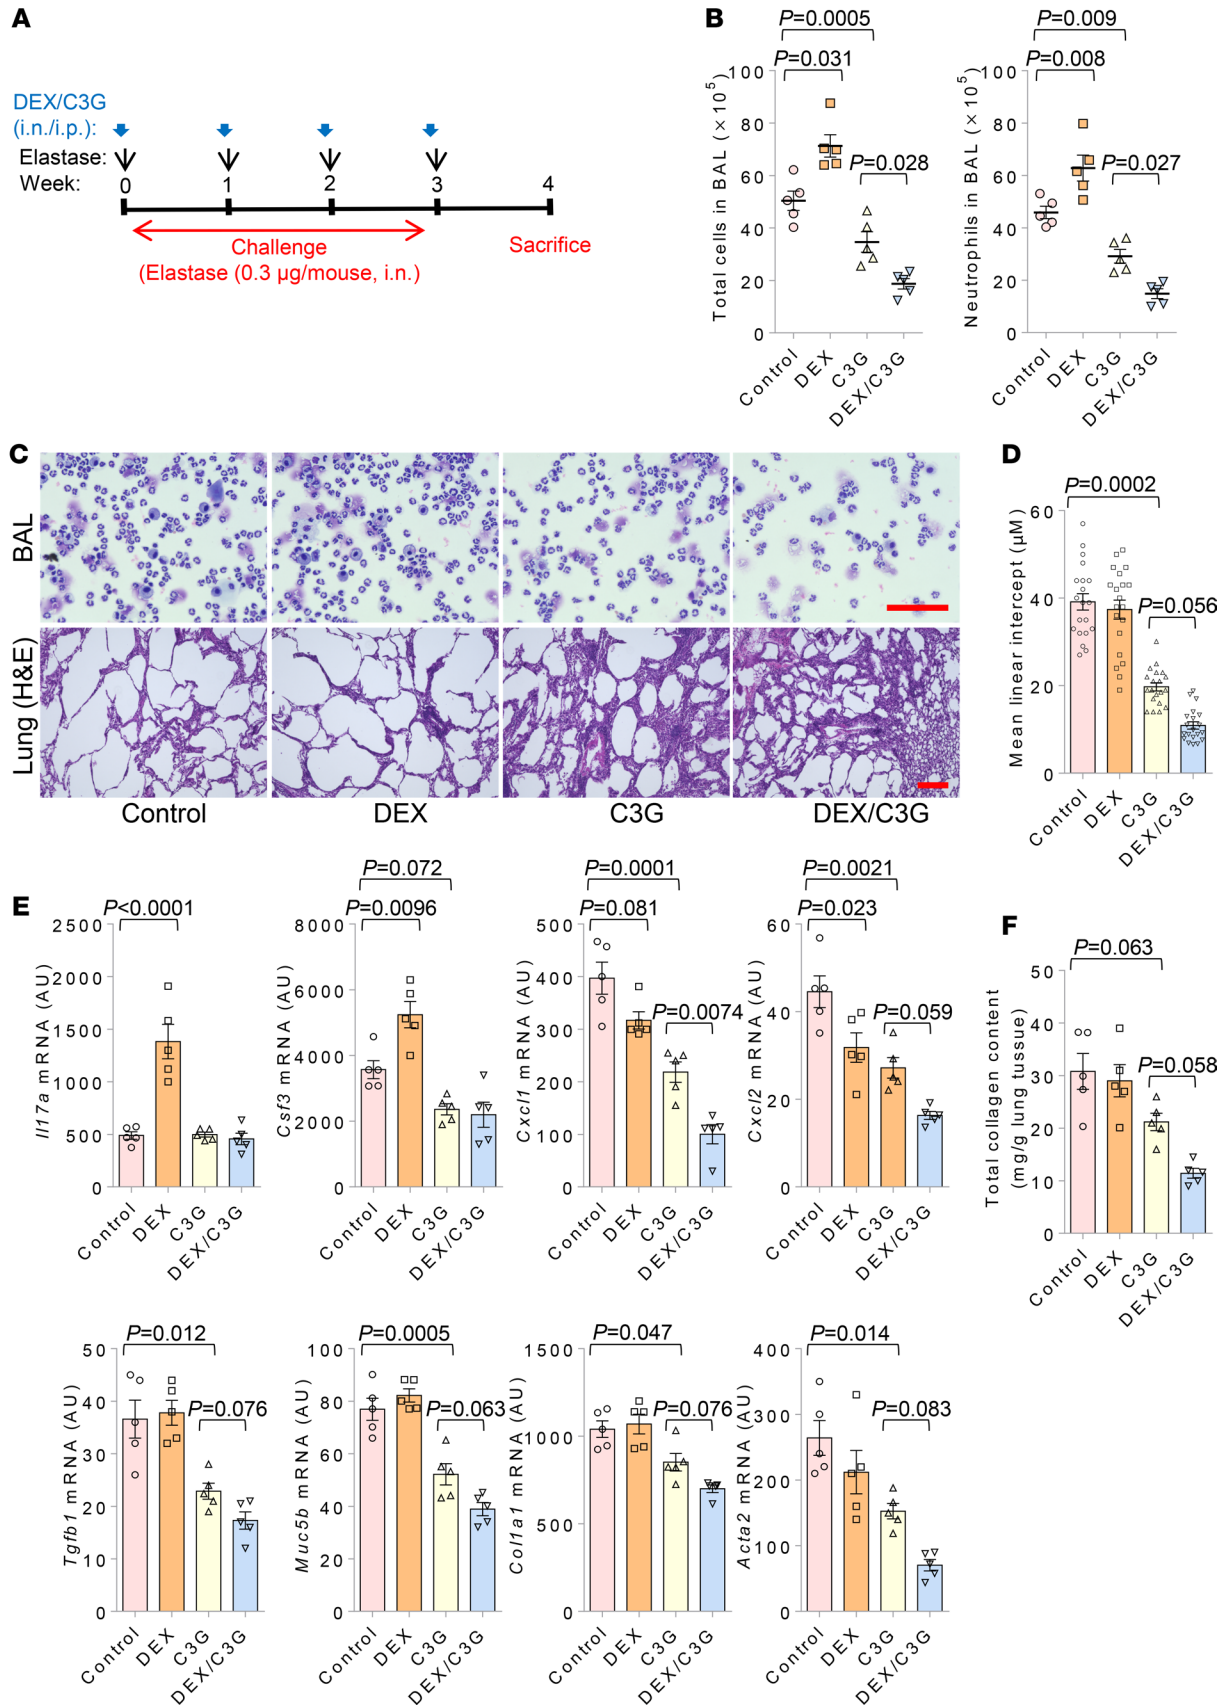 A
DEX/C3G
(i.n./i.p.):
Elastase:
Week:
0 1 2 3 4
Challenge
(Elastase (0.3 µg/mouse, i.n.)
Sacrifice
B
P=0.0005
P=0.031
P=0.028
Total cells in BAL (×10⁵)
100
80
60
40
20
0
Control
DEX
C3G
DEX/C3G
P=0.009
P=0.008
P=0.027
Neutrophils in BAL (×10⁵)
100
80
60
40
20
0
Control
DEX
C3G
DEX/C3G
C
BAL
Lung (H&E)
Control
DEX
C3G
DEX/C3G
D
P=0.0002
P=0.056
Mean linear intercept (µM)
60
40
20
0
Control
DEX
C3G
DEX/C3G
E
P<0.0001
Il17a mRNA (AU)
2500
2000
1500
1000
500
0
Control
DEX
C3G
DEX/C3G
P=0.072
P=0.0096
Csf3 mRNA (AU)
8000
6000
4000
2000
0
Control
DEX
C3G
DEX/C3G
P=0.0001
P=0.081
P=0.0074
Cxcl1 mRNA (AU)
500
400
300
200
100
0
Control
DEX
C3G
DEX/C3G
P=0.0021
P=0.023
P=0.059
Cxcl2 mRNA (AU)
60
40
20
0
Control
DEX
C3G
DEX/C3G
F
P=0.063
P=0.058
Total collagen content
(mg/g lung tussue)
50
40
30
20
10
0
Control
DEX
C3G
DEX/C3G
P=0.012
P=0.076
Tgfb1 mRNA (AU)
50
40
30
20
10
0
Control
DEX
C3G
DEX/C3G
P=0.0005
P=0.063
Muc5b mRNA (AU)
100
80
60
40
20
0
Control
DEX
C3G
DEX/C3G
P=0.047
P=0.076
Col1a1 mRNA (AU)
1500
1000
500
0
Control
DEX
C3G
DEX/C3G
P=0.014
P=0.083
Acta2 mRNA (AU)
400
300
200
100
0
Control
DEX
C3G
DEX/C3G